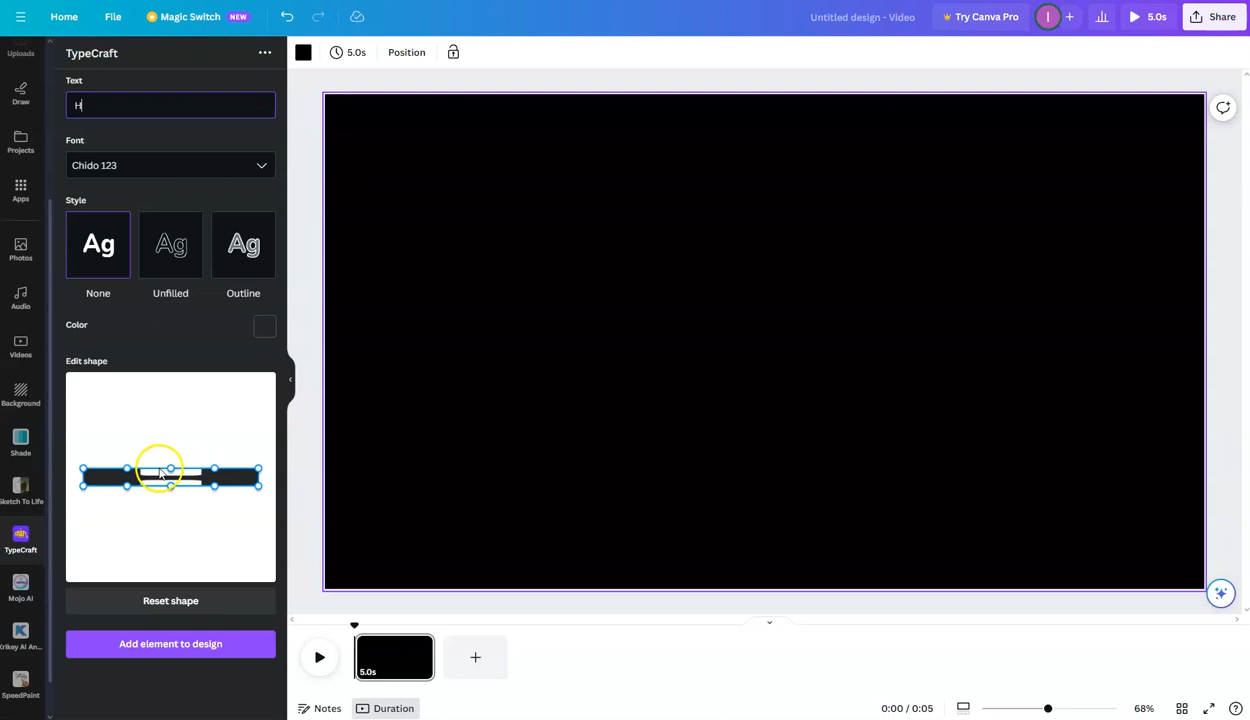 Home File Magic Switch NEW Untitled design - Video Try Canva Pro I 5.0s Share
Uploads
Draw
Projects
Apps
Photos
Audio
Videos
Background
Shade
Sketch To Life
TypeCraft
Mojo AI
Krikey AI An...
SpeedPaint
TypeCraft
Text
H
Font
Chido 123
Style
Ag Ag Ag
None Unfilled Outline
Color
Edit shape
Reset shape
Add element to design
5.0s Position
5.0s
Notes Duration 0:00 / 0:05 68%